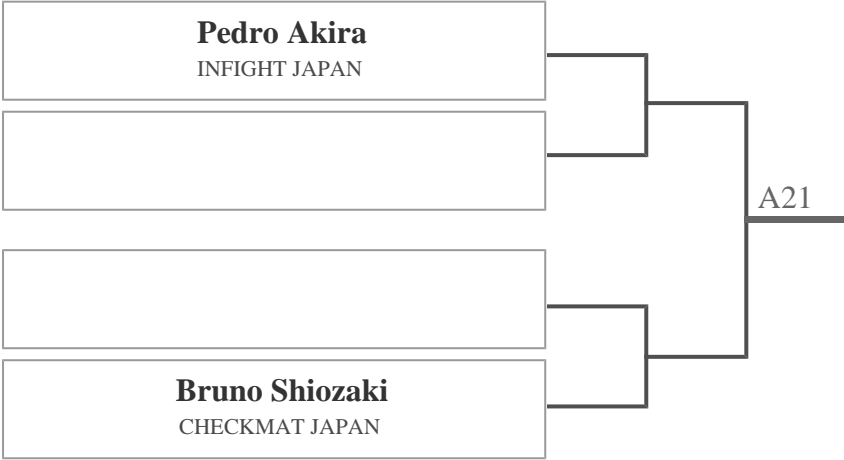 Pedro Akira
INFIGHT JAPAN
A21
Bruno Shiozaki
CHECKMAT JAPAN